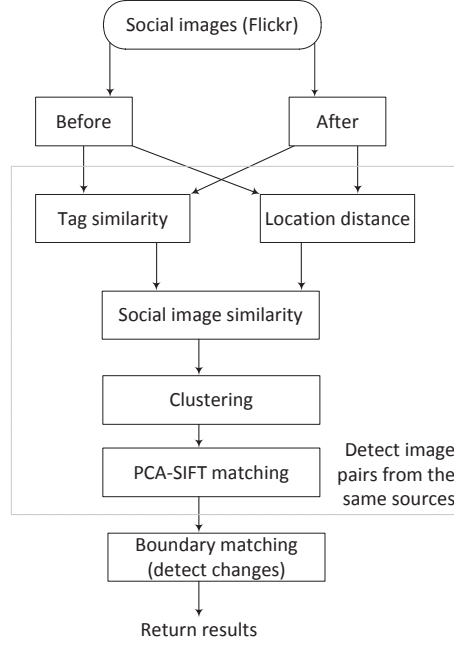 Social images (Flickr)
Before
After
Tag similarity
Location distance
Social image similarity
Clustering
PCA-SIFT matching
Detect image
pairs from the
same sources
Boundary matching
(detect changes)
Return results